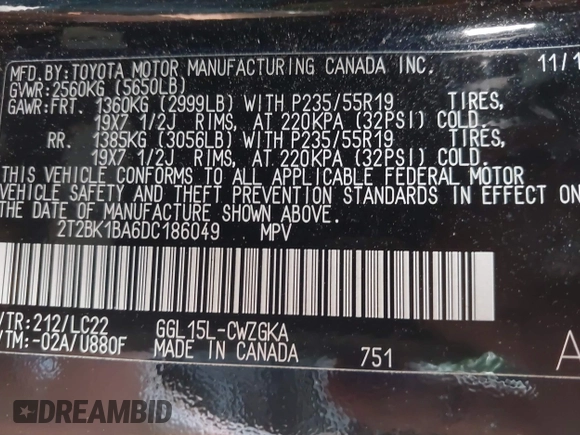 MFD.BY:TOYOTA MOTOR MANUFACTURING CANADA INC. 11/1
GVWR:2560KG (5650LB)
GAWR:FRT. 1360KG (2999LB) WITH P235/55R19 TIRES,
19X7 1/2J RIMS, AT 220KPA (32PSI) COLD.
RR. 1385KG (3056LB) WITH P235/55R19 TIRES,
19X7 1/2J RIMS, AT 220KPA (32PSI) COLD.
THIS VEHICLE CONFORMS TO ALL APPLICABLE FEDERAL MOTOR
VEHICLE SAFETY AND THEFT PREVENTION STANDARDS IN EFFECT ON
THE DATE OF MANUFACTURE SHOWN ABOVE.
2T2BK1BA6DC186049 MPV
/TR:212/LC22 GGL15L-CWZGKA
/TM:-02A/U880F MADE IN CANADA 751 A
DREAMBID